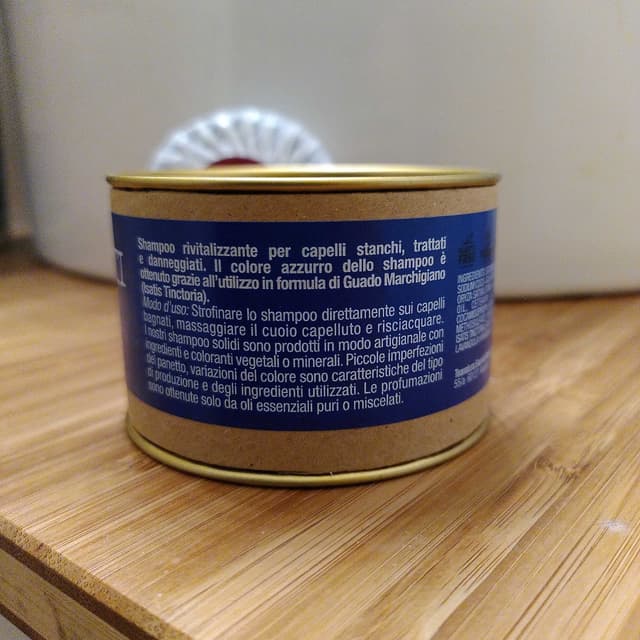 Shampoo rivitalizzante per capelli stanchi, trattati
e danneggiati. Il colore azzurro dello shampoo è
ottenuto grazie all'utilizzo in formula di Guado Marchigiano
(Isatis Tinctoria).
Modo d'uso: Strofinare lo shampoo direttamente sui capelli
bagnati, massaggiare il cuoio capelluto e risciacquare.
I nostri shampoo solidi sono prodotti in modo artigianale con
ingredienti e coloranti vegetali o minerali. Piccole imperfezioni
del panetto, variazioni del colore sono caratteristiche del tipo
di produzione e degli ingredienti utilizzati. Le profumazioni
sono ottenute solo da oli essenziali puri o miscelati.